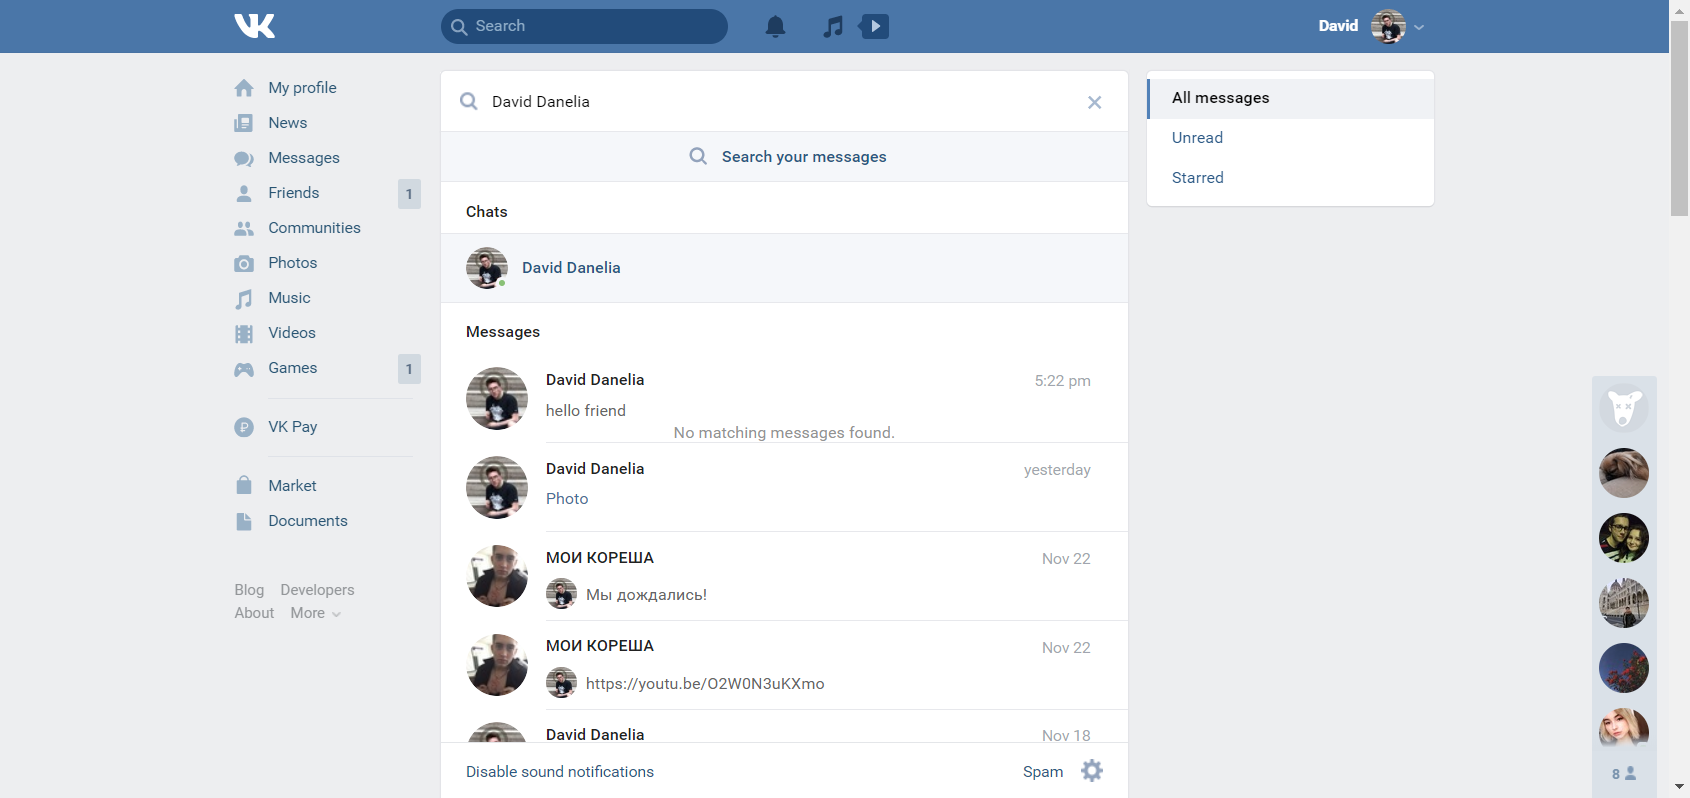 Search
David
My profile
News
Messages
Friends
1
Communities
Photos
Music
Videos
Games
1
VK Pay
Market
Documents
Blog Developers
About More
David Danelia
Search your messages
Chats
David Danelia
Messages
David Danelia 5:22 pm
hello friend
No matching messages found.
David Danelia yesterday
Photo
МОИ КОРЕША Nov 22
Мы дождались!
МОИ КОРЕША Nov 22
https://youtu.be/O2W0N3uKXmo
David Danelia Nov 18
Disable sound notifications Spam
All messages
Unread
Starred
8